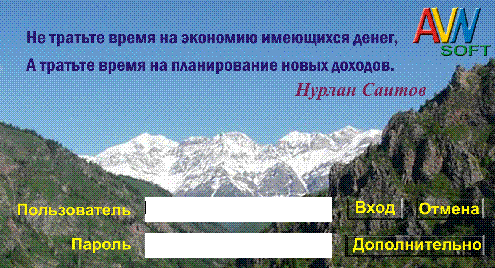 Не тратьте время на экономию имеющихся денег,
А тратьте время на планирование новых доходов.
Нурлан Саитов
AVN
SOFT
Пользователь
Вход
Отмена
Пароль
Дополнительно